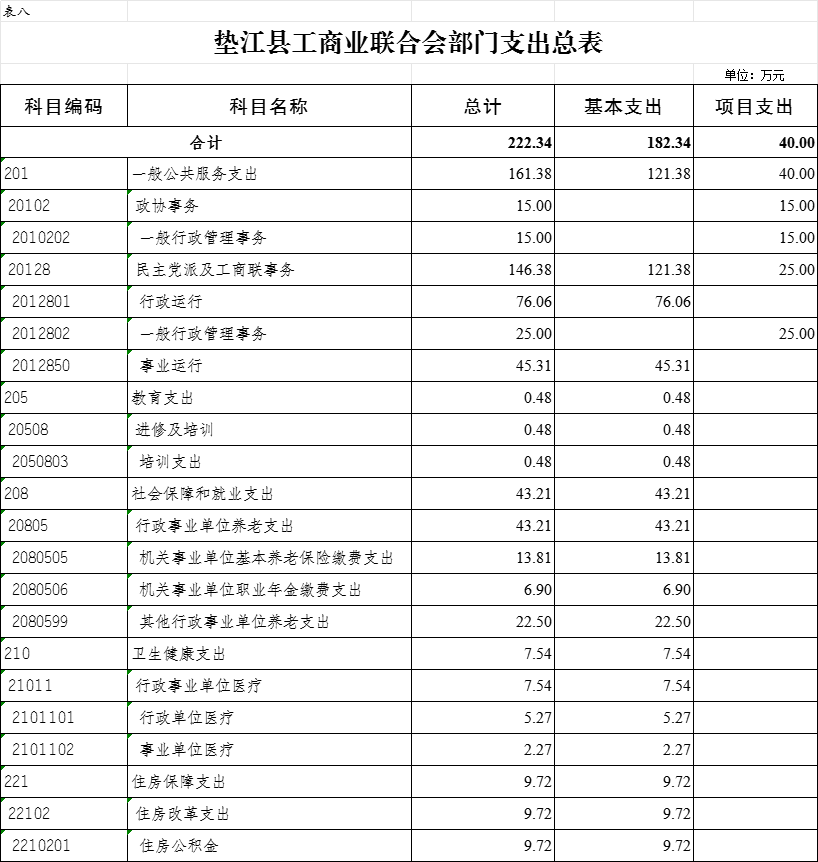 表八
垫江县工商业联合会部门支出总表
单位：万元
科目编码 科目名称 总计 基本支出 项目支出
合计 222.34 182.34 40.00
201 一般公共服务支出 161.38 121.38 40.00
20102 政协事务 15.00 15.00
2010202 一般行政管理事务 15.00 15.00
20128 民主党派及工商联事务 146.38 121.38 25.00
2012801 行政运行 76.06 76.06
2012802 一般行政管理事务 25.00 25.00
2012850 事业运行 45.31 45.31
205 教育支出 0.48 0.48
20508 进修及培训 0.48 0.48
2050803 培训支出 0.48 0.48
208 社会保障和就业支出 43.21 43.21
20805 行政事业单位养老支出 43.21 43.21
2080505 机关事业单位基本养老保险缴费支出 13.81 13.81
2080506 机关事业单位职业年金缴费支出 6.90 6.90
2080599 其他行政事业单位养老支出 22.50 22.50
210 卫生健康支出 7.54 7.54
21011 行政事业单位医疗 7.54 7.54
2101101 行政单位医疗 5.27 5.27
2101102 事业单位医疗 2.27 2.27
221 住房保障支出 9.72 9.72
22102 住房改革支出 9.72 9.72
2210201 住房公积金 9.72 9.72